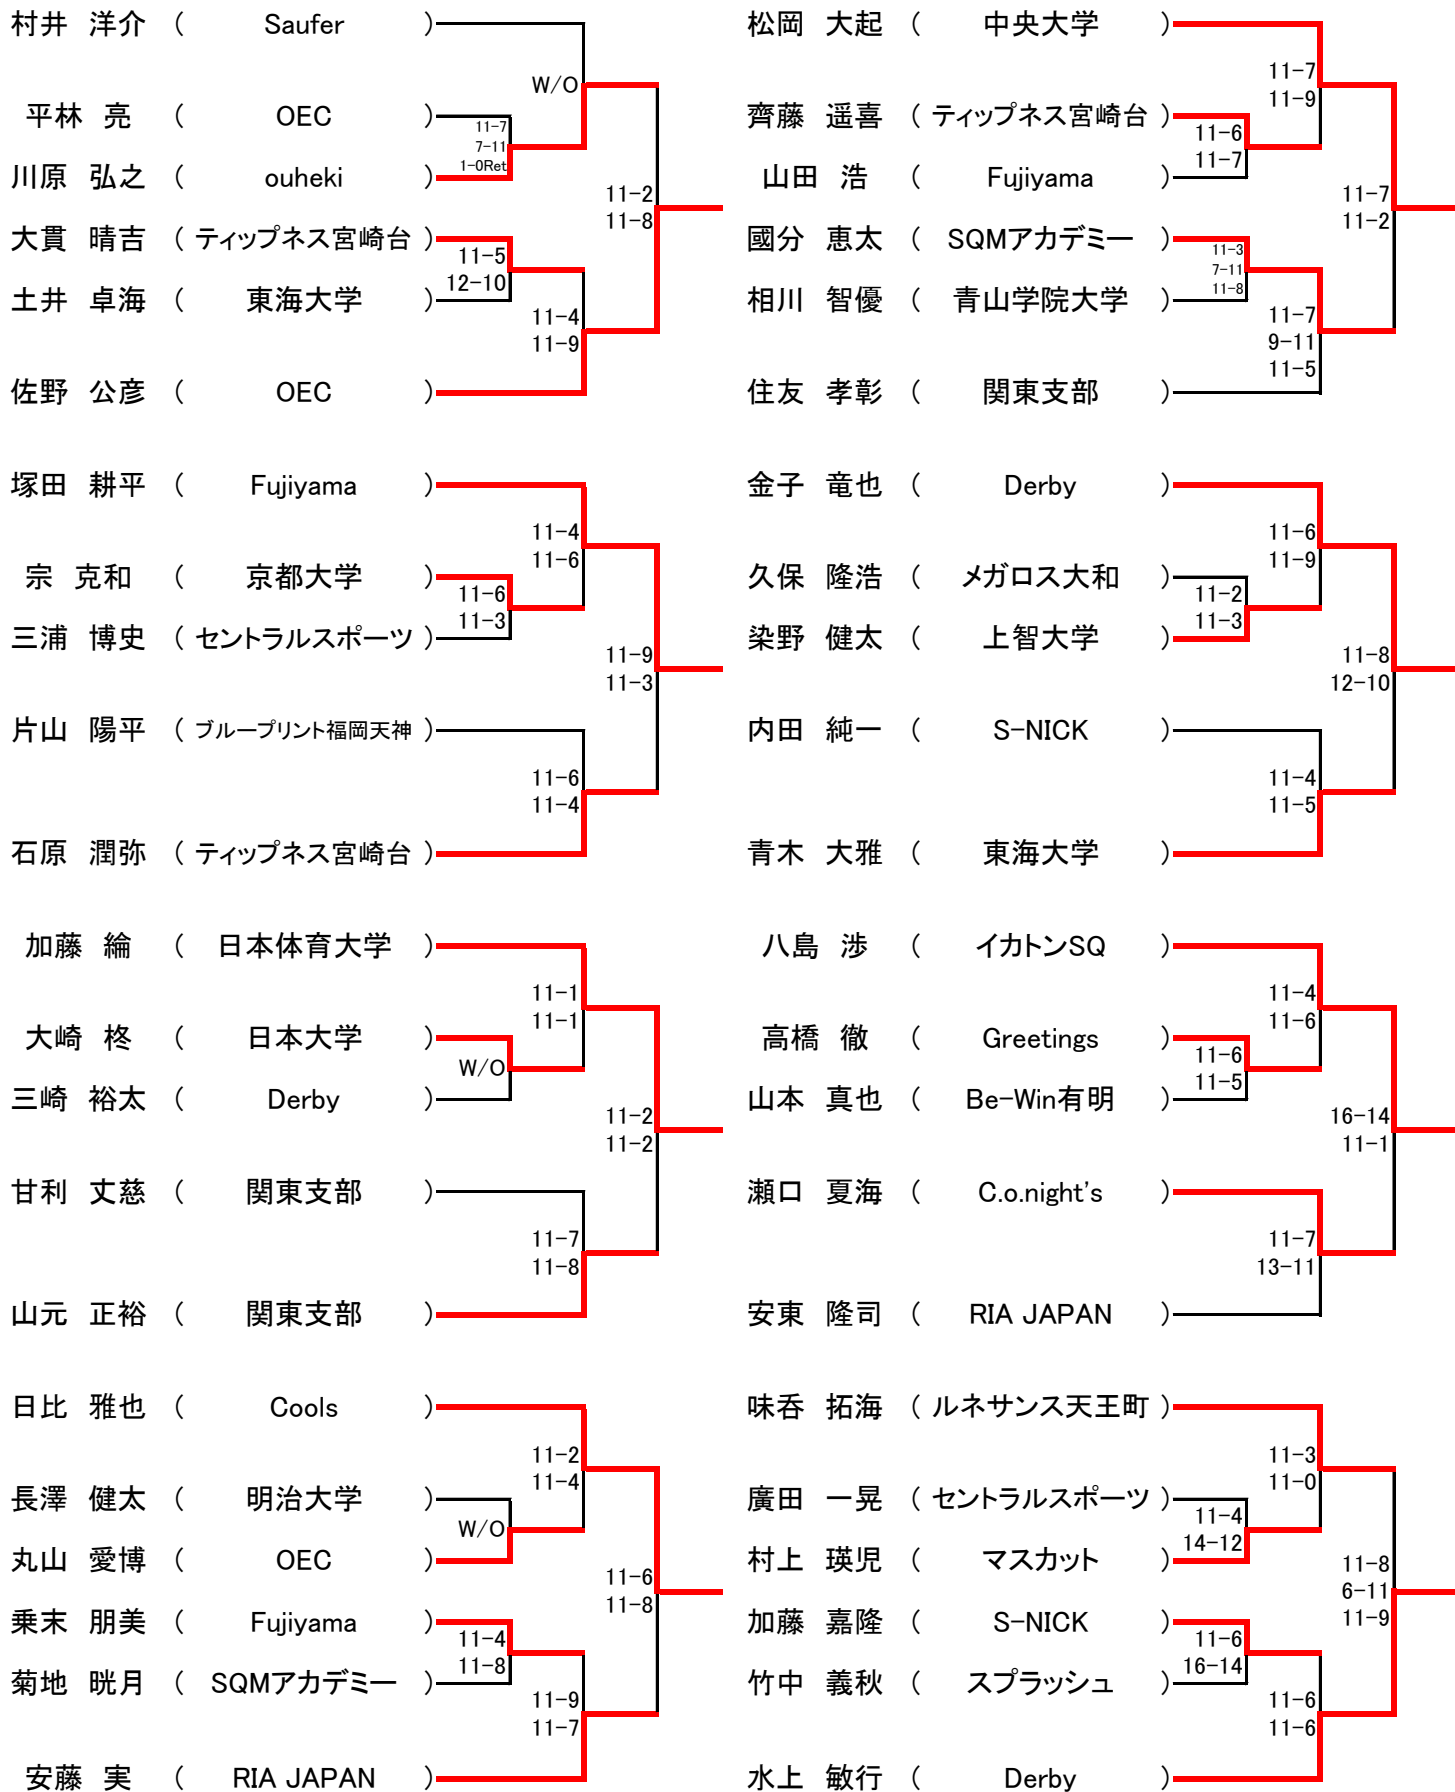 村井 洋介 ( Saufer )
W/O
平林 亮 ( OEC )
11-7
7-11
1-0Ret
川原 弘之 ( ouheki )
11-2
11-8
大貫 晴吉 ( ティップネス宮崎台 )
11-5
12-10
土井 卓海 ( 東海大学 )
11-4
11-9
佐野 公彦 ( OEC )
塚田 耕平 ( Fujiyama )
11-4
11-6
宗 克和 ( 京都大学 )
11-6
11-3
三浦 博史 ( セントラルスポーツ )
11-9
11-3
片山 陽平 ( ブループリント福岡天神 )
11-6
11-4
石原 潤弥 ( ティップネス宮崎台 )
加藤 綸 ( 日本体育大学 )
11-1
11-1
大崎 柊 ( 日本大学 )
W/O
三崎 裕太 ( Derby )
11-2
11-2
甘利 丈慈 ( 関東支部 )
11-7
11-8
山元 正裕 ( 関東支部 )
日比 雅也 ( Cools )
11-2
11-4
長澤 健太 ( 明治大学 )
W/O
丸山 愛博 ( OEC )
11-6
11-8
乗末 朋美 ( Fujiyama )
11-4
11-8
菊地 晄月 ( SQMアカデミー )
11-9
11-7
安藤 実 ( RIA JAPAN )
松岡 大起 ( 中央大学 )
11-7
11-9
齊藤 遥喜 ( ティップネス宮崎台 )
11-6
11-7
山田 浩 ( Fujiyama )
11-7
11-2
國分 恵太 ( SQMアカデミー )
11-3
7-11
11-8
相川 智優 ( 青山学院大学 )
11-7
9-11
11-5
住友 孝彰 ( 関東支部 )
金子 竜也 ( Derby )
11-6
11-9
久保 隆浩 ( メガロス大和 )
11-2
11-3
染野 健太 ( 上智大学 )
11-8
12-10
内田 純一 ( S-NICK )
11-4
11-5
青木 大雅 ( 東海大学 )
八島 渉 ( イカトンSQ )
11-4
11-6
高橋 徹 ( Greetings )
11-6
11-5
山本 真也 ( Be-Win有明 )
16-14
11-1
瀬口 夏海 ( C.o.night's )
11-7
13-11
安東 隆司 ( RIA JAPAN )
味呑 拓海 ( ルネサンス天王町 )
11-3
11-0
廣田 一晃 ( セントラルスポーツ )
11-4
14-12
村上 瑛児 ( マスカット )
11-8
6-11
11-9
加藤 嘉隆 ( S-NICK )
11-6
16-14
竹中 義秋 ( スプラッシュ )
11-6
11-6
水上 敏行 ( Derby )